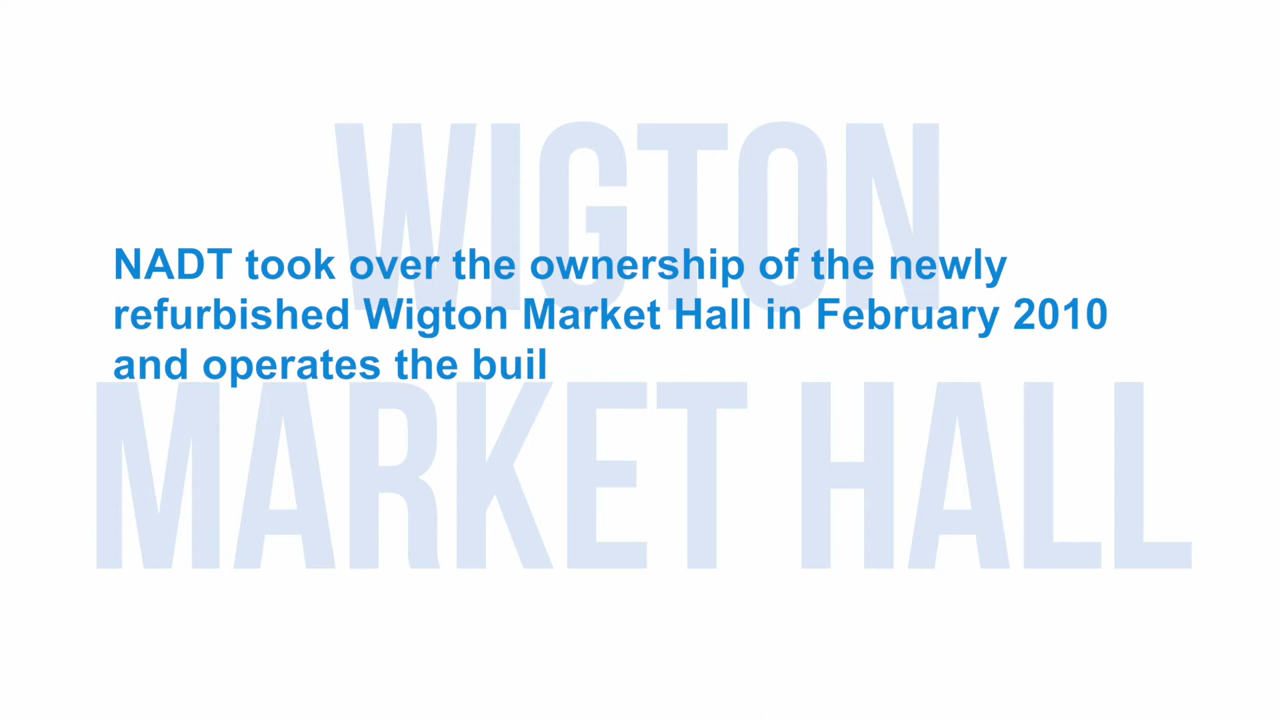 WIGTON
NADT took over the ownership of the newly
refurbished Wigton Market Hall in February 2010
and operates the buil
MARKET HALL